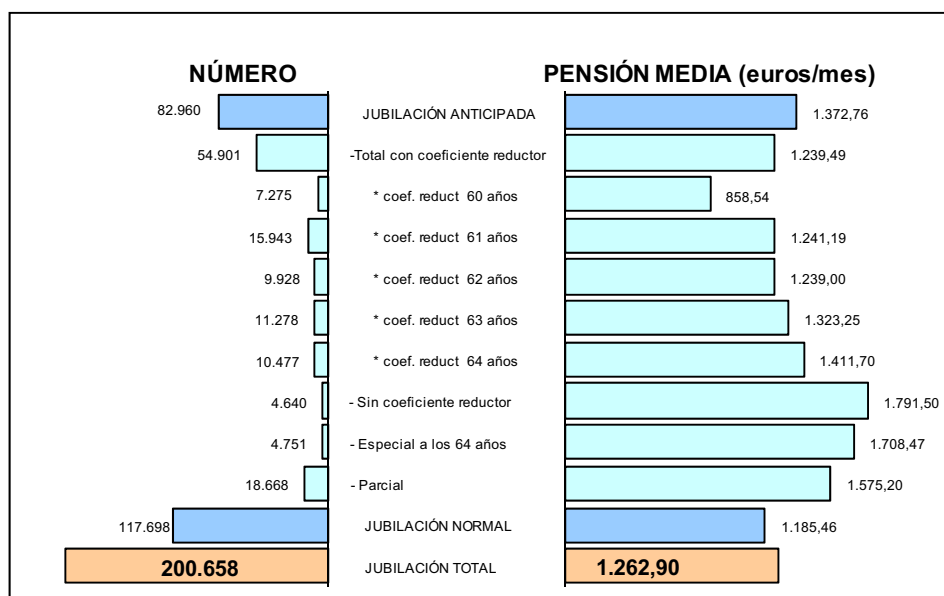 NÚMERO PENSIÓN MEDIA (euros/mes)
82.960 JUBILACIÓN ANTICIPADA 1.372,76
54.901 -Total con coeficiente reductor 1.239,49
7.275 * coef. reduct 60 años 858,54
15.943 * coef. reduct 61 años 1.241,19
9.928 * coef. reduct 62 años 1.239,00
11.278 * coef. reduct 63 años 1.323,25
10.477 * coef. reduct 64 años 1.411,70
4.640 - Sin coeficiente reductor 1.791,50
4.751 - Especial a los 64 años 1.708,47
18.668 - Parcial 1.575,20
117.698 JUBILACIÓN NORMAL 1.185,46
200.658 JUBILACIÓN TOTAL 1.262,90